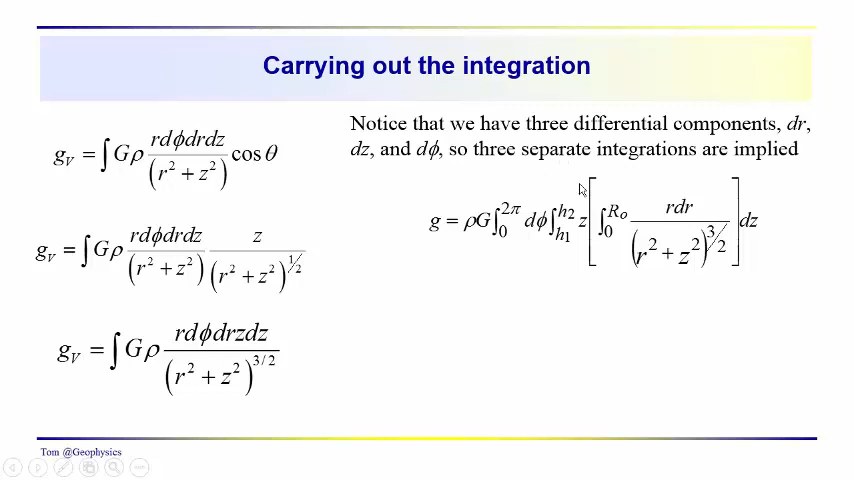 Carrying out the integration
g_V = ∫ Gρ rdϕdrdz / (r² + z²) cos θ
g_V = ∫ Gρ rdϕdrdz / (r² + z²) z / (r² + z²)^(1/2)
g_V = ∫ Gρ rdϕdrzdz / (r² + z²)^(3/2)
Notice that we have three differential components, dr,
dz, and dϕ, so three separate integrations are implied
g = ρG ∫₀^(2π) dϕ ∫_(h1)^(h2) z [ ∫₀^(Ro) rdr / (r² + z²)^(3/2) ] dz
Tom @Geophysics